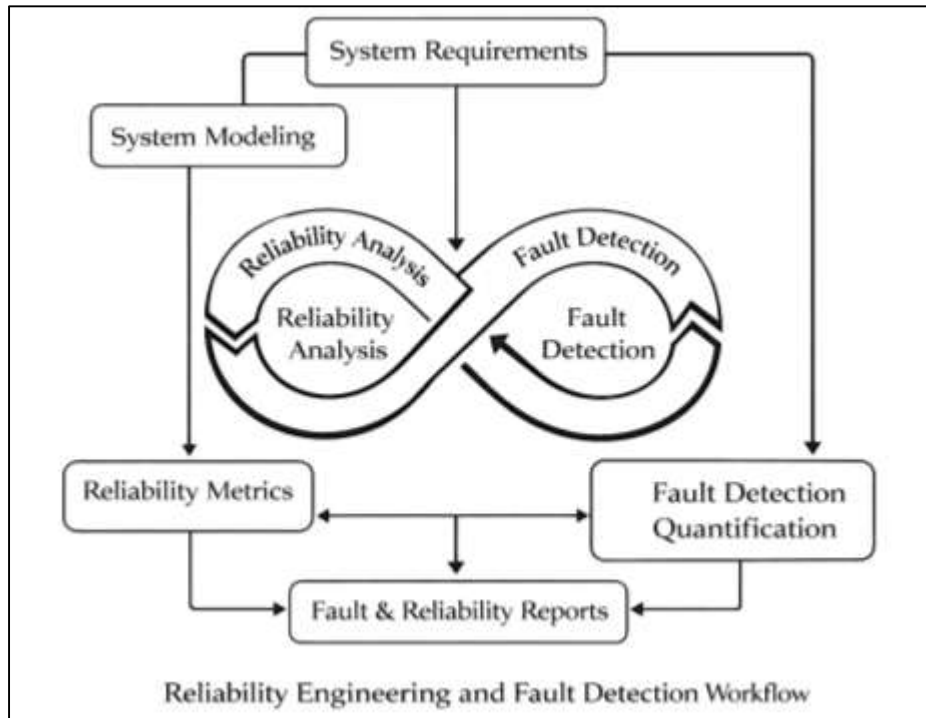 System Requirements
System Modeling
Reliability Analysis
Fault Detection
Reliability
Analysis
Fault
Detection
Reliability Metrics
Fault Detection
Quantification
Fault & Reliability Reports
Reliability Engineering and Fault Detection Workflow